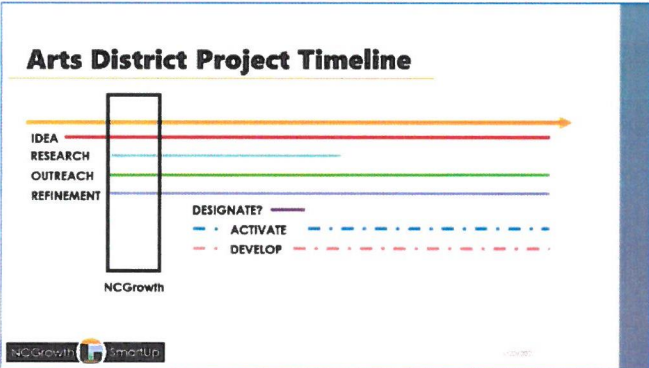 Arts District Project Timeline
IDEA
RESEARCH
OUTREACH
REFINEMENT
DESIGNATE?
ACTIVATE
DEVELOP
NCGrowth
NCGrowth SmartUp